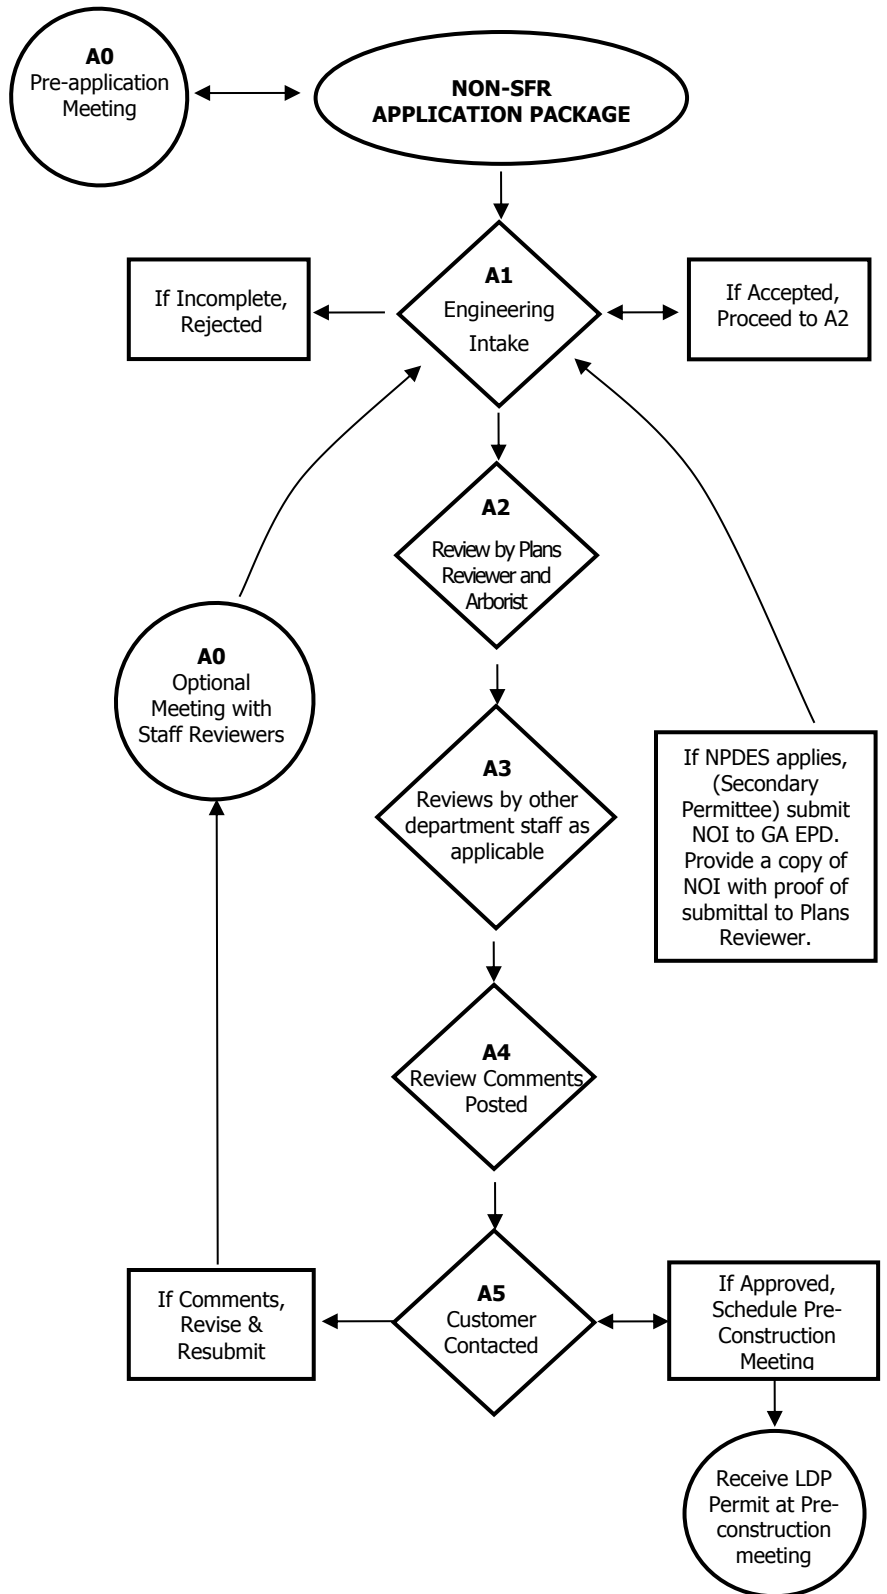 A0
Pre-application
Meeting
NON-SFR
APPLICATION PACKAGE
A1
Engineering
Intake
If Incomplete,
Rejected
If Accepted,
Proceed to A2
A2
Review by Plans
Reviewer and
Arborist
A0
Optional
Meeting with
Staff Reviewers
A3
Reviews by other
department staff as
applicable
If NPDES applies,
(Secondary
Permittee) submit
NOI to GA EPD.
Provide a copy of
NOI with proof of
submittal to Plans
Reviewer.
A4
Review Comments
Posted
If Comments,
Revise &
Resubmit
A5
Customer
Contacted
If Approved,
Schedule Pre-
Construction
Meeting
Receive LDP
Permit at Pre-
construction
meeting